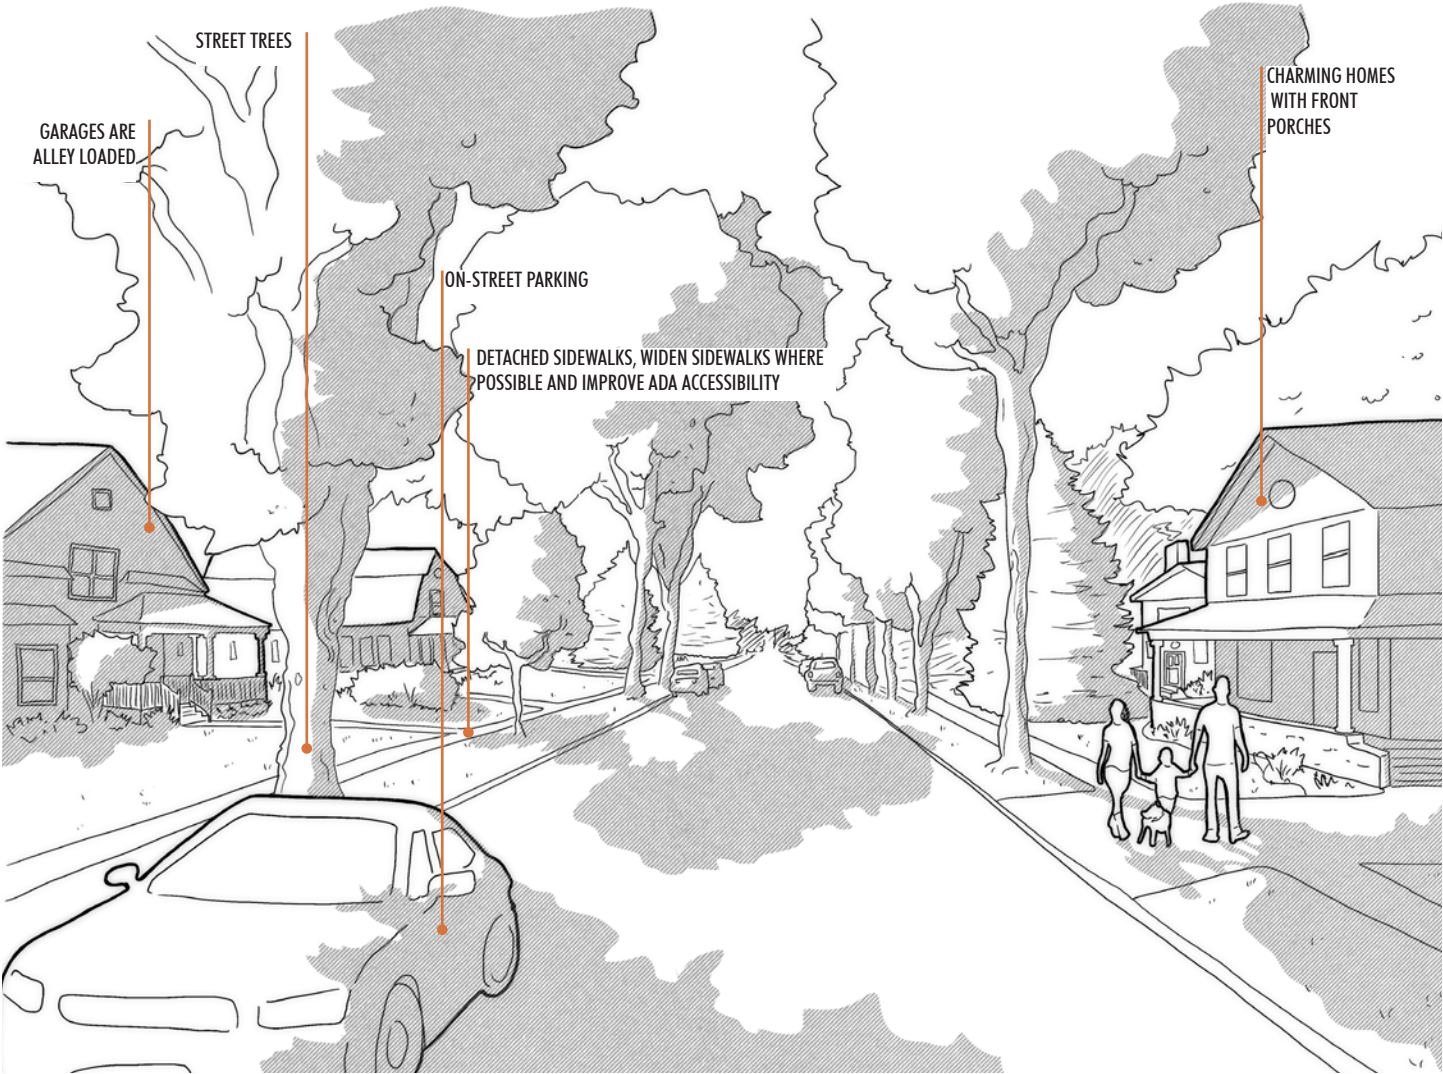 STREET TREES
GARAGES ARE
ALLEY LOADED
CHARMING HOMES
WITH FRONT
PORCHES
ON-STREET PARKING
DETACHED SIDEWALKS, WIDEN SIDEWALKS WHERE
POSSIBLE AND IMPROVE ADA ACCESSIBILITY